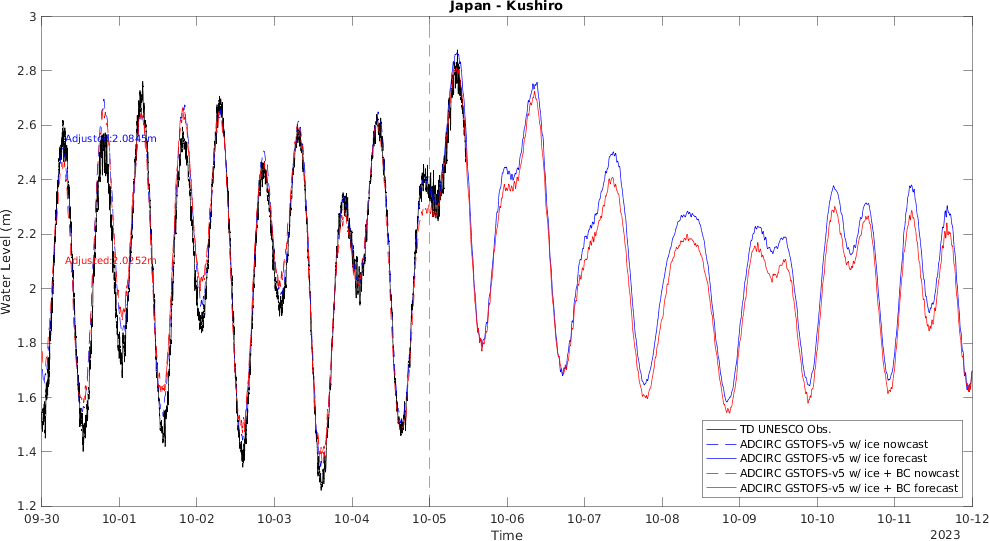 Japan - Kushiro
3
2.8
2.6
2.4
2.2
2
1.8
1.6
1.4
1.2
Water Level (m)
Adjusted:2.0845m
Adjusted:2.0252m
TD UNESCO Obs.
ADCIRC GSTOFS-v5 w/ ice nowcast
ADCIRC GSTOFS-v5 w/ ice forecast
ADCIRC GSTOFS-v5 w/ ice + BC nowcast
ADCIRC GSTOFS-v5 w/ ice + BC forecast
09-30 10-01 10-02 10-03 10-04 10-05 10-06 10-07 10-08 10-09 10-10 10-11 10-12
Time
2023